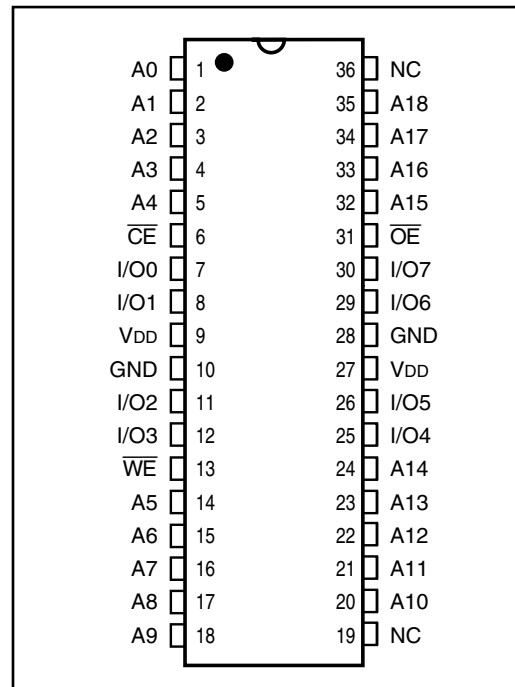 A0 1 36 NC
A1 2 35 A18
A2 3 34 A17
A3 4 33 A16
A4 5 32 A15
C̅E̅ 6 31 O̅E̅
I/O0 7 30 I/O7
I/O1 8 29 I/O6
VDD 9 28 GND
GND 10 27 VDD
I/O2 11 26 I/O5
I/O3 12 25 I/O4
W̅E̅ 13 24 A14
A5 14 23 A13
A6 15 22 A12
A7 16 21 A11
A8 17 20 A10
A9 18 19 NC